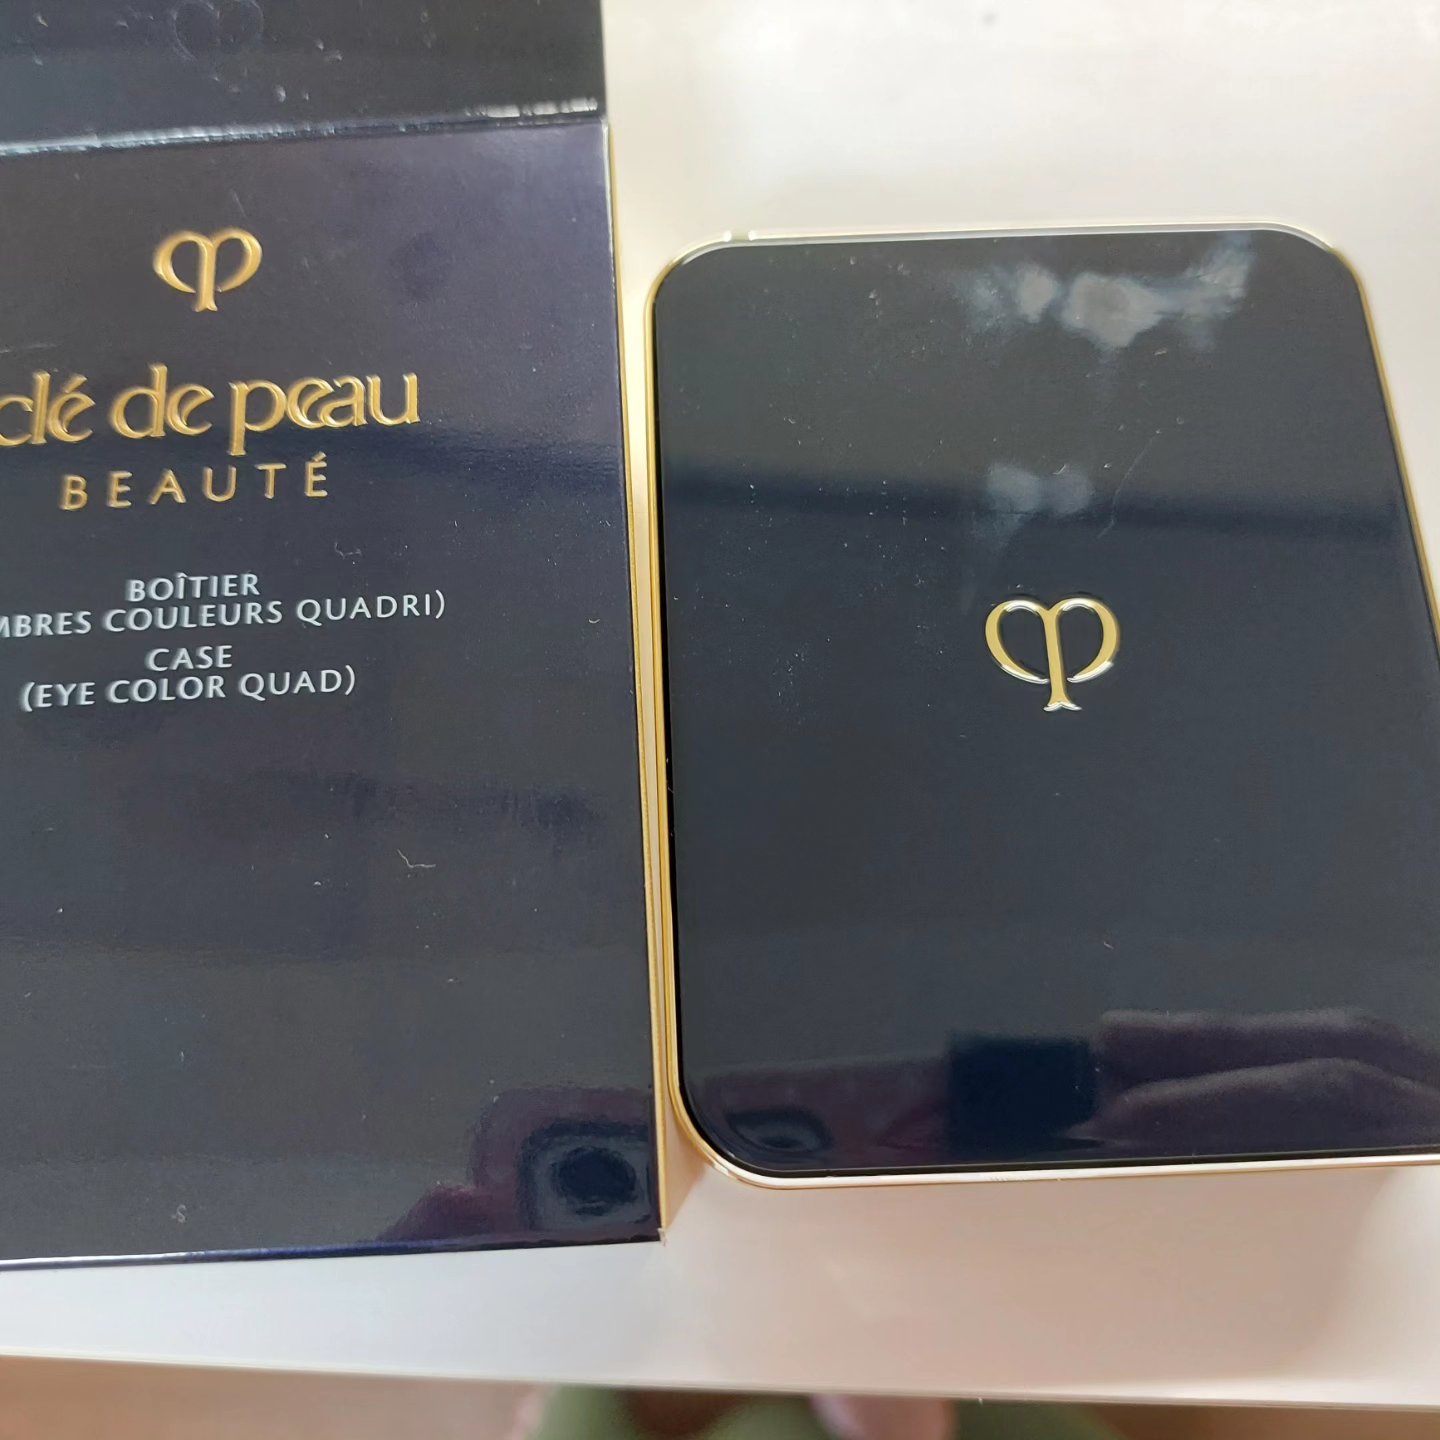 clé de peau
BEAUTÉ
BOÎTIER
COULEURS QUADRI)
CASE
(EYE COLOR QUAD)